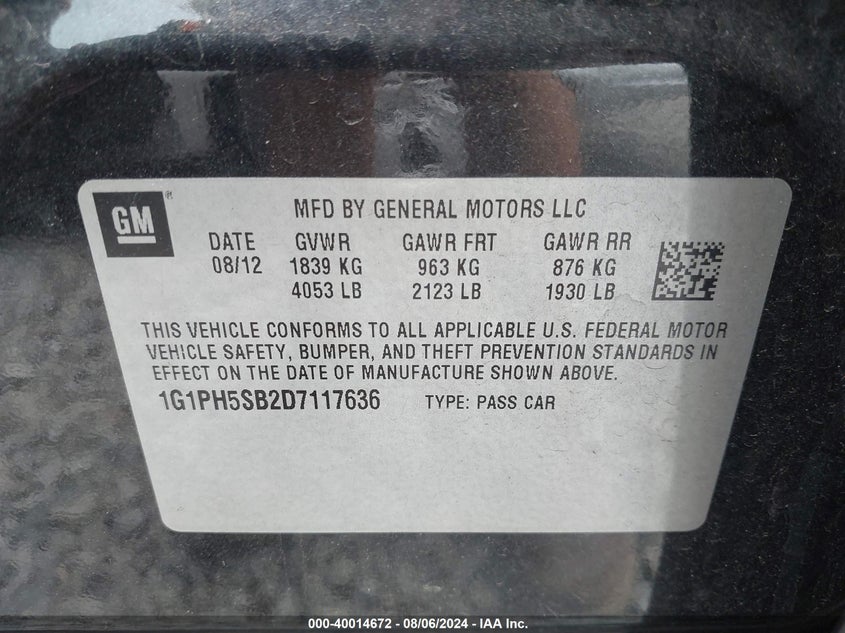 GM®
MFD BY GENERAL MOTORS LLC
DATE GVWR GAWR FRT GAWR RR
08/12 1839 KG 963 KG 876 KG
4053 LB 2123 LB 1930 LB
THIS VEHICLE CONFORMS TO ALL APPLICABLE U.S. FEDERAL MOTOR
VEHICLE SAFETY, BUMPER, AND THEFT PREVENTION STANDARDS IN
EFFECT ON THE DATE OF MANUFACTURE SHOWN ABOVE.
1G1PH5SB2D7117636 TYPE: PASS CAR
000-40014672 - 08/06/2024 - IAA Inc.